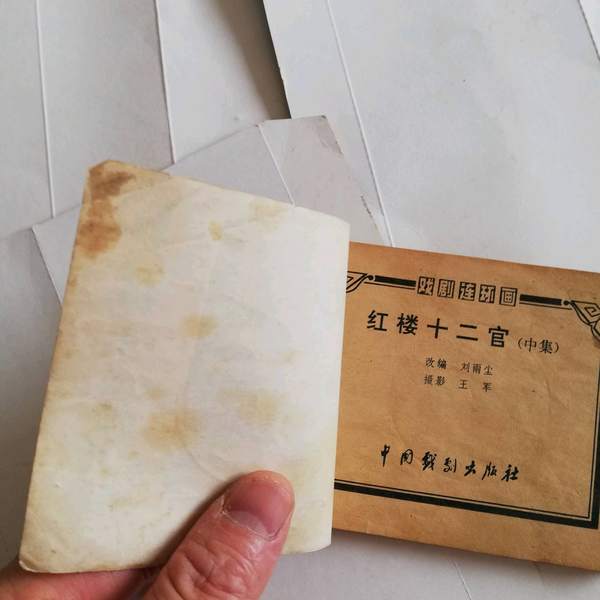 戏剧连环画
红楼十二官(中集)
改编 刘雨尘
摄影 王军
中国戏剧出版社